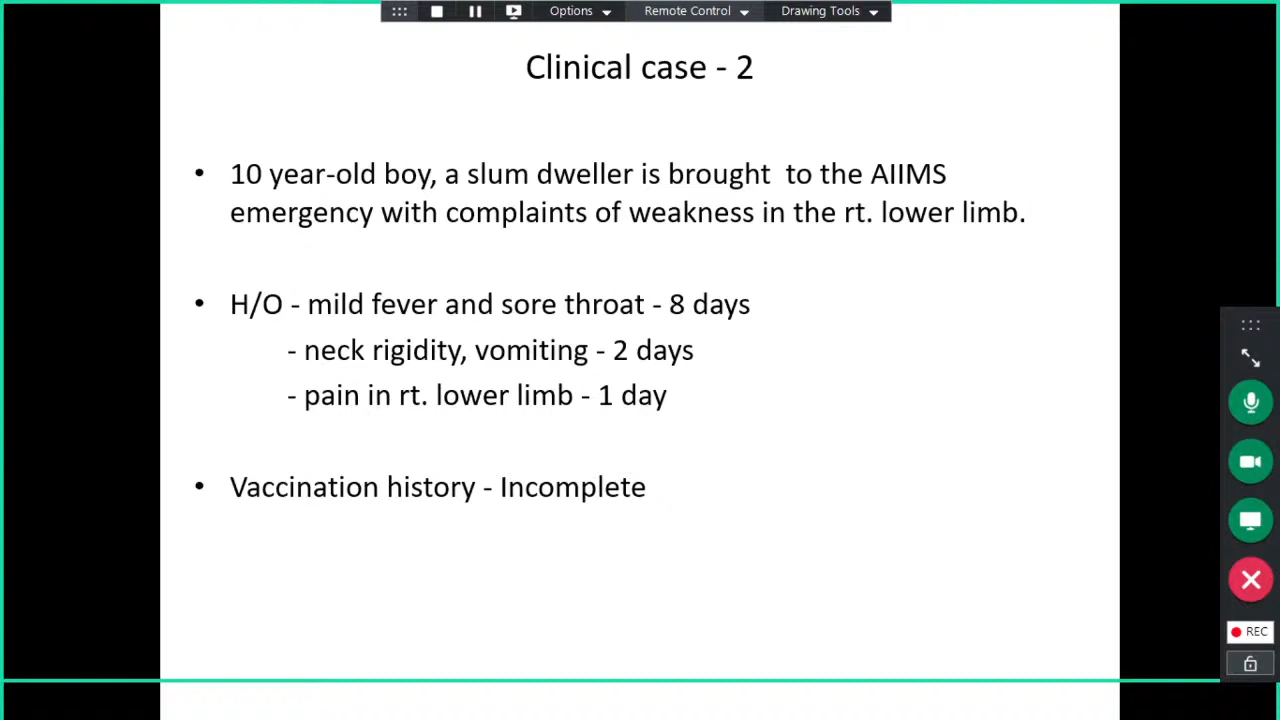 Options
Remote Control
Drawing Tools
Clinical case - 2
• 10 year-old boy, a slum dweller is brought to the AIIMS
emergency with complaints of weakness in the rt. lower limb.
• H/O - mild fever and sore throat - 8 days
- neck rigidity, vomiting - 2 days
- pain in rt. lower limb - 1 day
• Vaccination history - Incomplete
REC